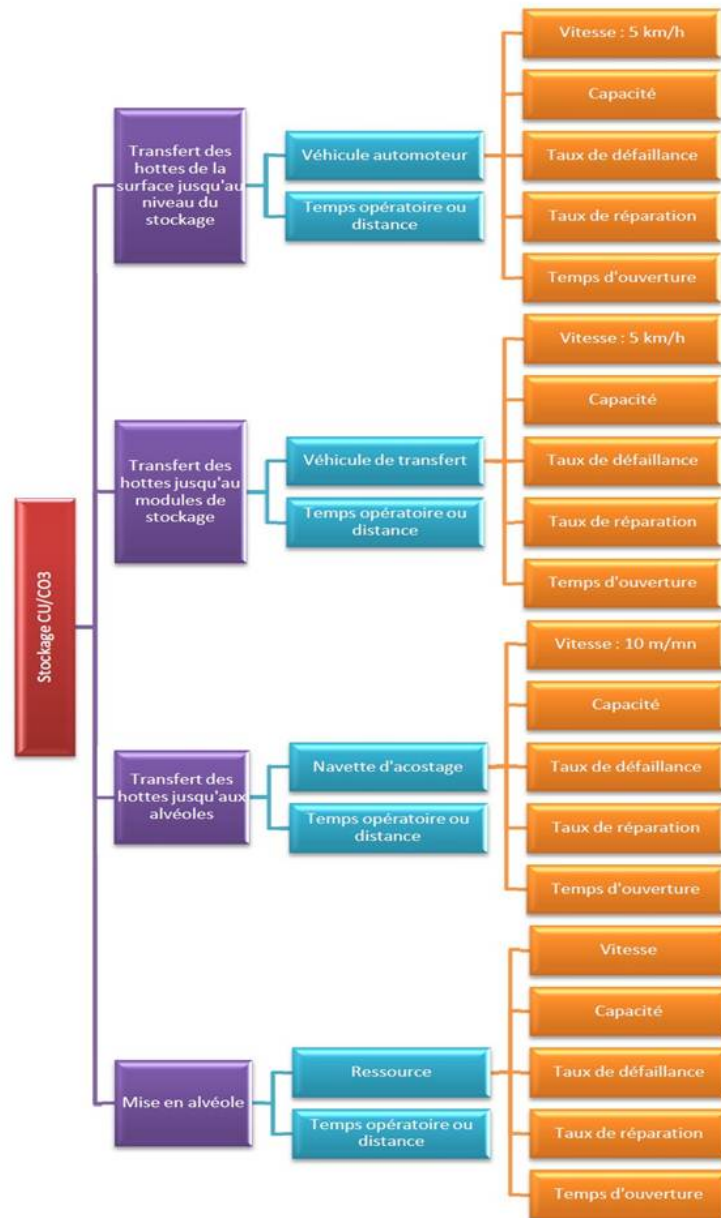 Stockage CU/CO3
Transfert des
hottes de la
surface jusqu'au
niveau du
stockage
Véhicule automoteur
Vitesse : 5 km/h
Capacité
Taux de défaillance
Taux de réparation
Temps d'ouverture
Temps opératoire ou
distance
Transfert des
hottes jusqu'au
modules de
stockage
Véhicule de transfert
Vitesse : 5 km/h
Capacité
Taux de défaillance
Taux de réparation
Temps d'ouverture
Temps opératoire ou
distance
Transfert des
hottes jusqu'aux
alvéoles
Navette d'acostage
Vitesse : 10 m/mn
Capacité
Taux de défaillance
Taux de réparation
Temps d'ouverture
Temps opératoire ou
distance
Mise en alvéole
Ressource
Vitesse
Capacité
Taux de défaillance
Taux de réparation
Temps d'ouverture
Temps opératoire ou
distance